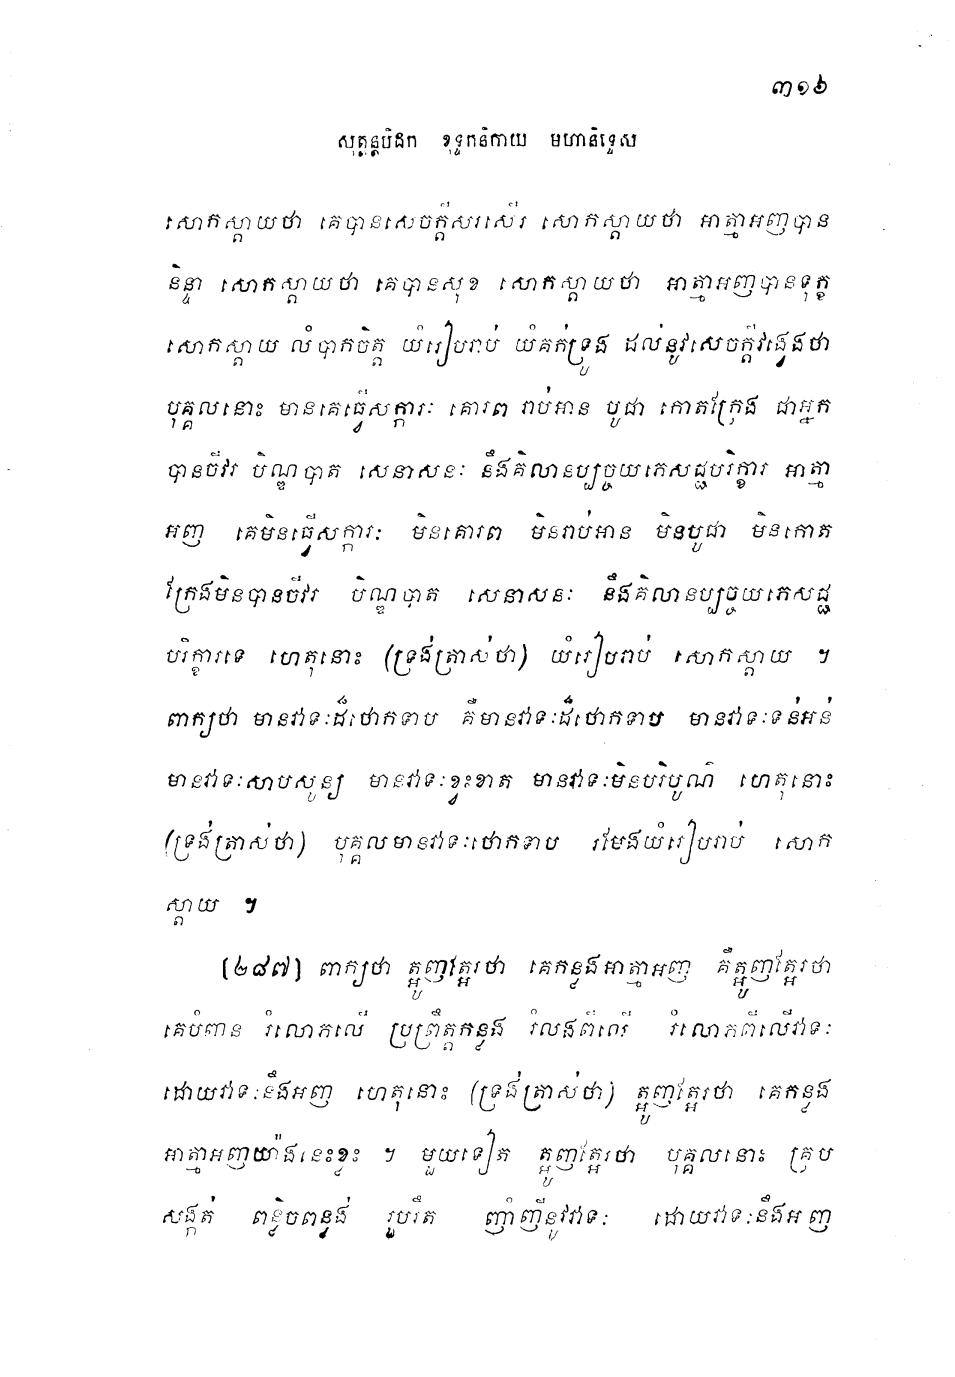 ៣១៦
សុត្តន្តបិដក ខុទ្ទកនិកាយ មហានិទ្ទេស
សោកស្តាយថា គេបានសេចក្តីសរសើរ សោកស្តាយថា អាត្មាអញបាន
និន្ទា សោកស្តាយថា គេបានសុខ សោកស្តាយថា អាត្មាអញបានទុក្ខ
សោកស្តាយ លំបាកចិត្ត យំរៀបរាប់ យំគក់ទ្រូង ដល់នូវសេចក្តីវង្វេងថា
បុគ្គលនោះ មានគេធ្វើសក្ការៈ គោរព រាប់អាន បូជា កោតក្រែង ជាអ្នក
បានចីវរ បិណ្ឌបាត សេនាសនៈ នឹងគិលានប្បច្ចយភេសដ្ជបរិក្ខារ អាត្មា
អញ គេមិនធ្វើសក្ការៈ មិនគោរព មិនរាប់អាន មិនបូជា មិនកោត
ក្រែងមិនបានចីវរ បិណ្ឌបាត សេនាសនៈ នឹងគិលានប្បច្ចយភេសដ្ជ
បរិក្ខារទេ ហេតុនោះ (ទ្រង់ត្រាស់ថា) យំរៀបរាប់ សោកស្តាយ ។
ពាក្យថា មានវាទៈដ៏ថោកទាប គឺមានវាទៈដ៏ថោកទាប មានវាទៈទន់អន់
មានវាទៈសាបសូន្យ មានវាទៈខ្វះខាត មានវាទៈមិនបរិបូណ៌ ហេតុនោះ
(ទ្រង់ត្រាស់ថា) បុគ្គលមានវាទៈថោកទាប រមែងយំរៀបរាប់ សោក
ស្តាយ ។
[២៨៧] ពាក្យថា ត្អូញត្អែរថា គេកន្លងអាត្មាអញ គឺត្អូញត្អែរថា
គេបំពាន រំលោភលើ ប្រព្រឹត្តកន្លង រំលងពីលើ រំលោភពីលើវាទៈ
ដោយវាទៈនឹងអញ ហេតុនោះ (ទ្រង់ត្រាស់ថា) ត្អូញត្អែរថា គេកន្លង
អាត្មាអញយ៉ាងនេះខ្លះ ។ មួយទៀត ត្អូញត្អែរថា បុគ្គលនោះ គ្រប
សង្កត់ ពន្លិចពន្លង់ រួបរឹត ញាំញីនូវវាទៈ ដោយវាទៈនឹងអញ